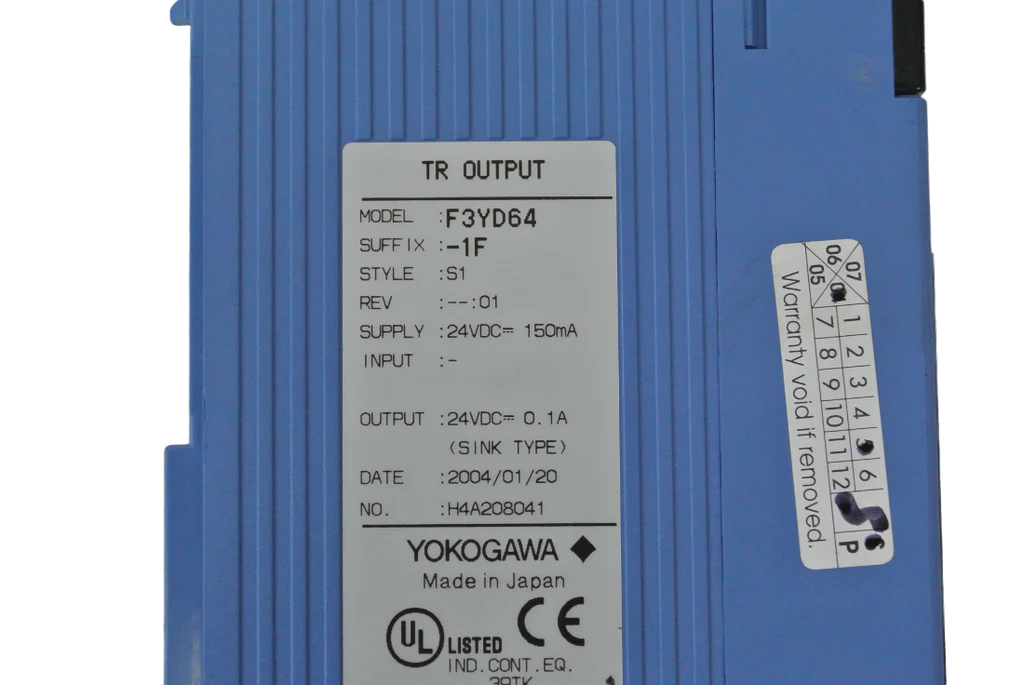 TR OUTPUT
MODEL :F3YD64
SUFFIX :-1F
STYLE :S1
REV :--:01
SUPPLY :24VDC⎓ 150mA
INPUT :-
OUTPUT :24VDC⎓ 0.1A
(SINK TYPE)
DATE :2004/01/20
NO. :H4A208041
YOKOGAWA ◆
Made in Japan
UL LISTED CE
IND.CONT.EQ.
39TK
07 1 2 3 4 6
06 05 7 8 9 10 11 12 P
Warranty void if removed.